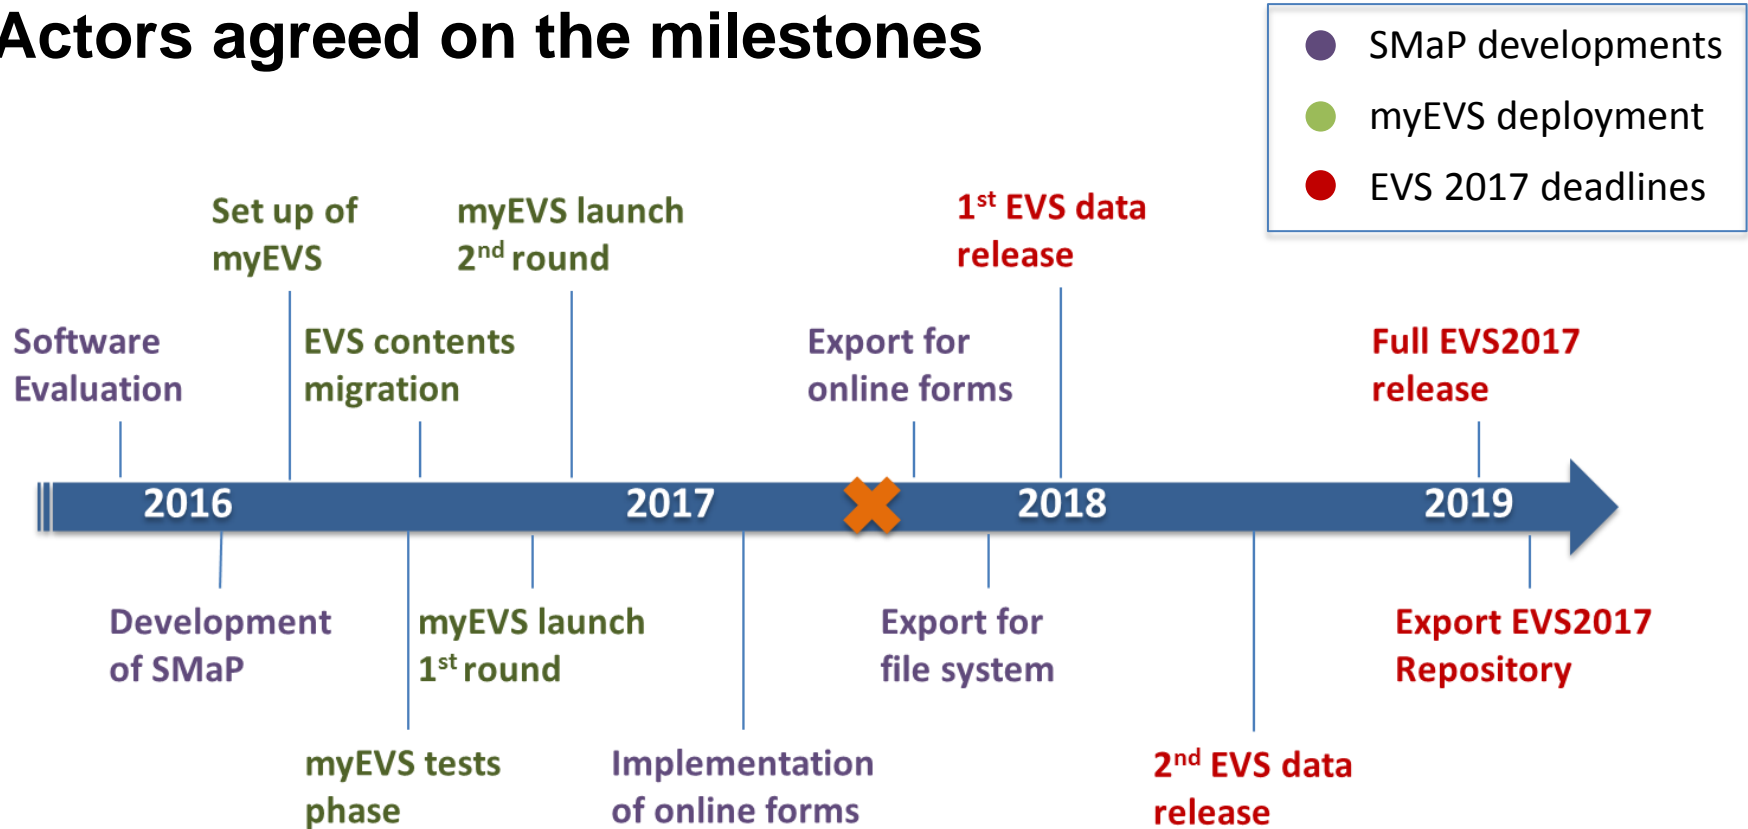 Actors agreed on the milestones
SMaP developments
myEVS deployment
EVS 2017 deadlines
Set up of
myEVS
myEVS launch
2nd round
1st EVS data
release
Software
Evaluation
EVS contents
migration
Export for
online forms
Full EVS2017
release
2016
2017
2018
2019
Development
of SMaP
myEVS launch
1st round
Export for
file system
Export EVS2017
Repository
myEVS tests
phase
Implementation
of online forms
2nd EVS data
release